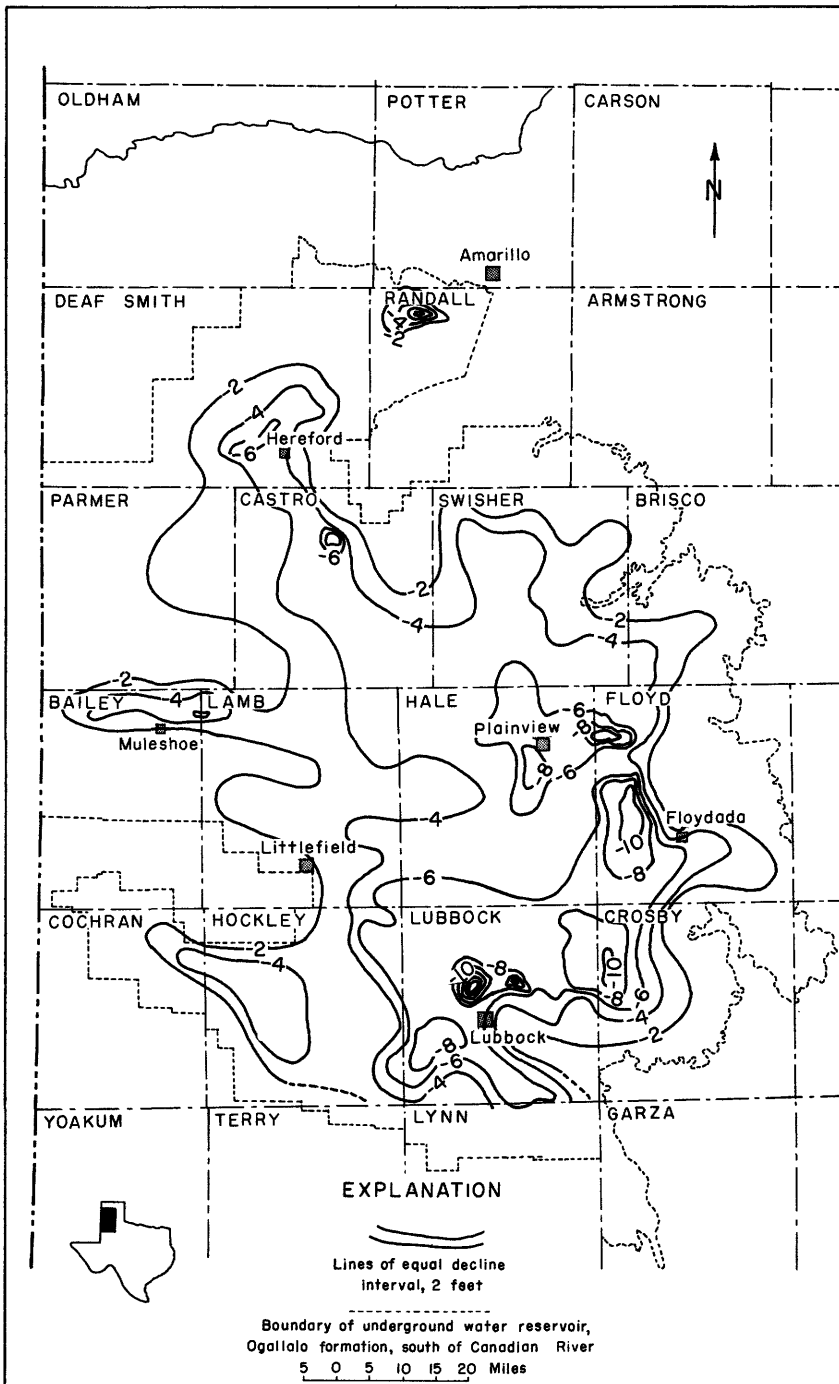 OLDHAM
POTTER
CARSON
N
Amarillo
DEAF SMITH
RANDALL
ARMSTRONG
-4
-2
-2
-4
-6
Hereford
PARMER
CASTRO
SWISHER
BRISCO
-6
-2
-4
-2
-4
-2
BAILEY
-4
LAMB
HALE
FLOYD
-6
-8
Plainview
Muleshoe
-8
-6
-4
Floydada
-10
Littlefield
-6
-8
COCHRAN
HOCKLEY
LUBBOCK
CROSBY
-2
-4
-10
-8
-10
-8
-6
-4
-2
Lubbock
-8
-6
-4
YOAKUM
TERRY
LYNN
GARZA
EXPLANATION
Lines of equal decline
interval, 2 feet
Boundary of underground water reservoir,
Ogallalo formation, south of Canadian River
5 0 5 10 15 20 Miles